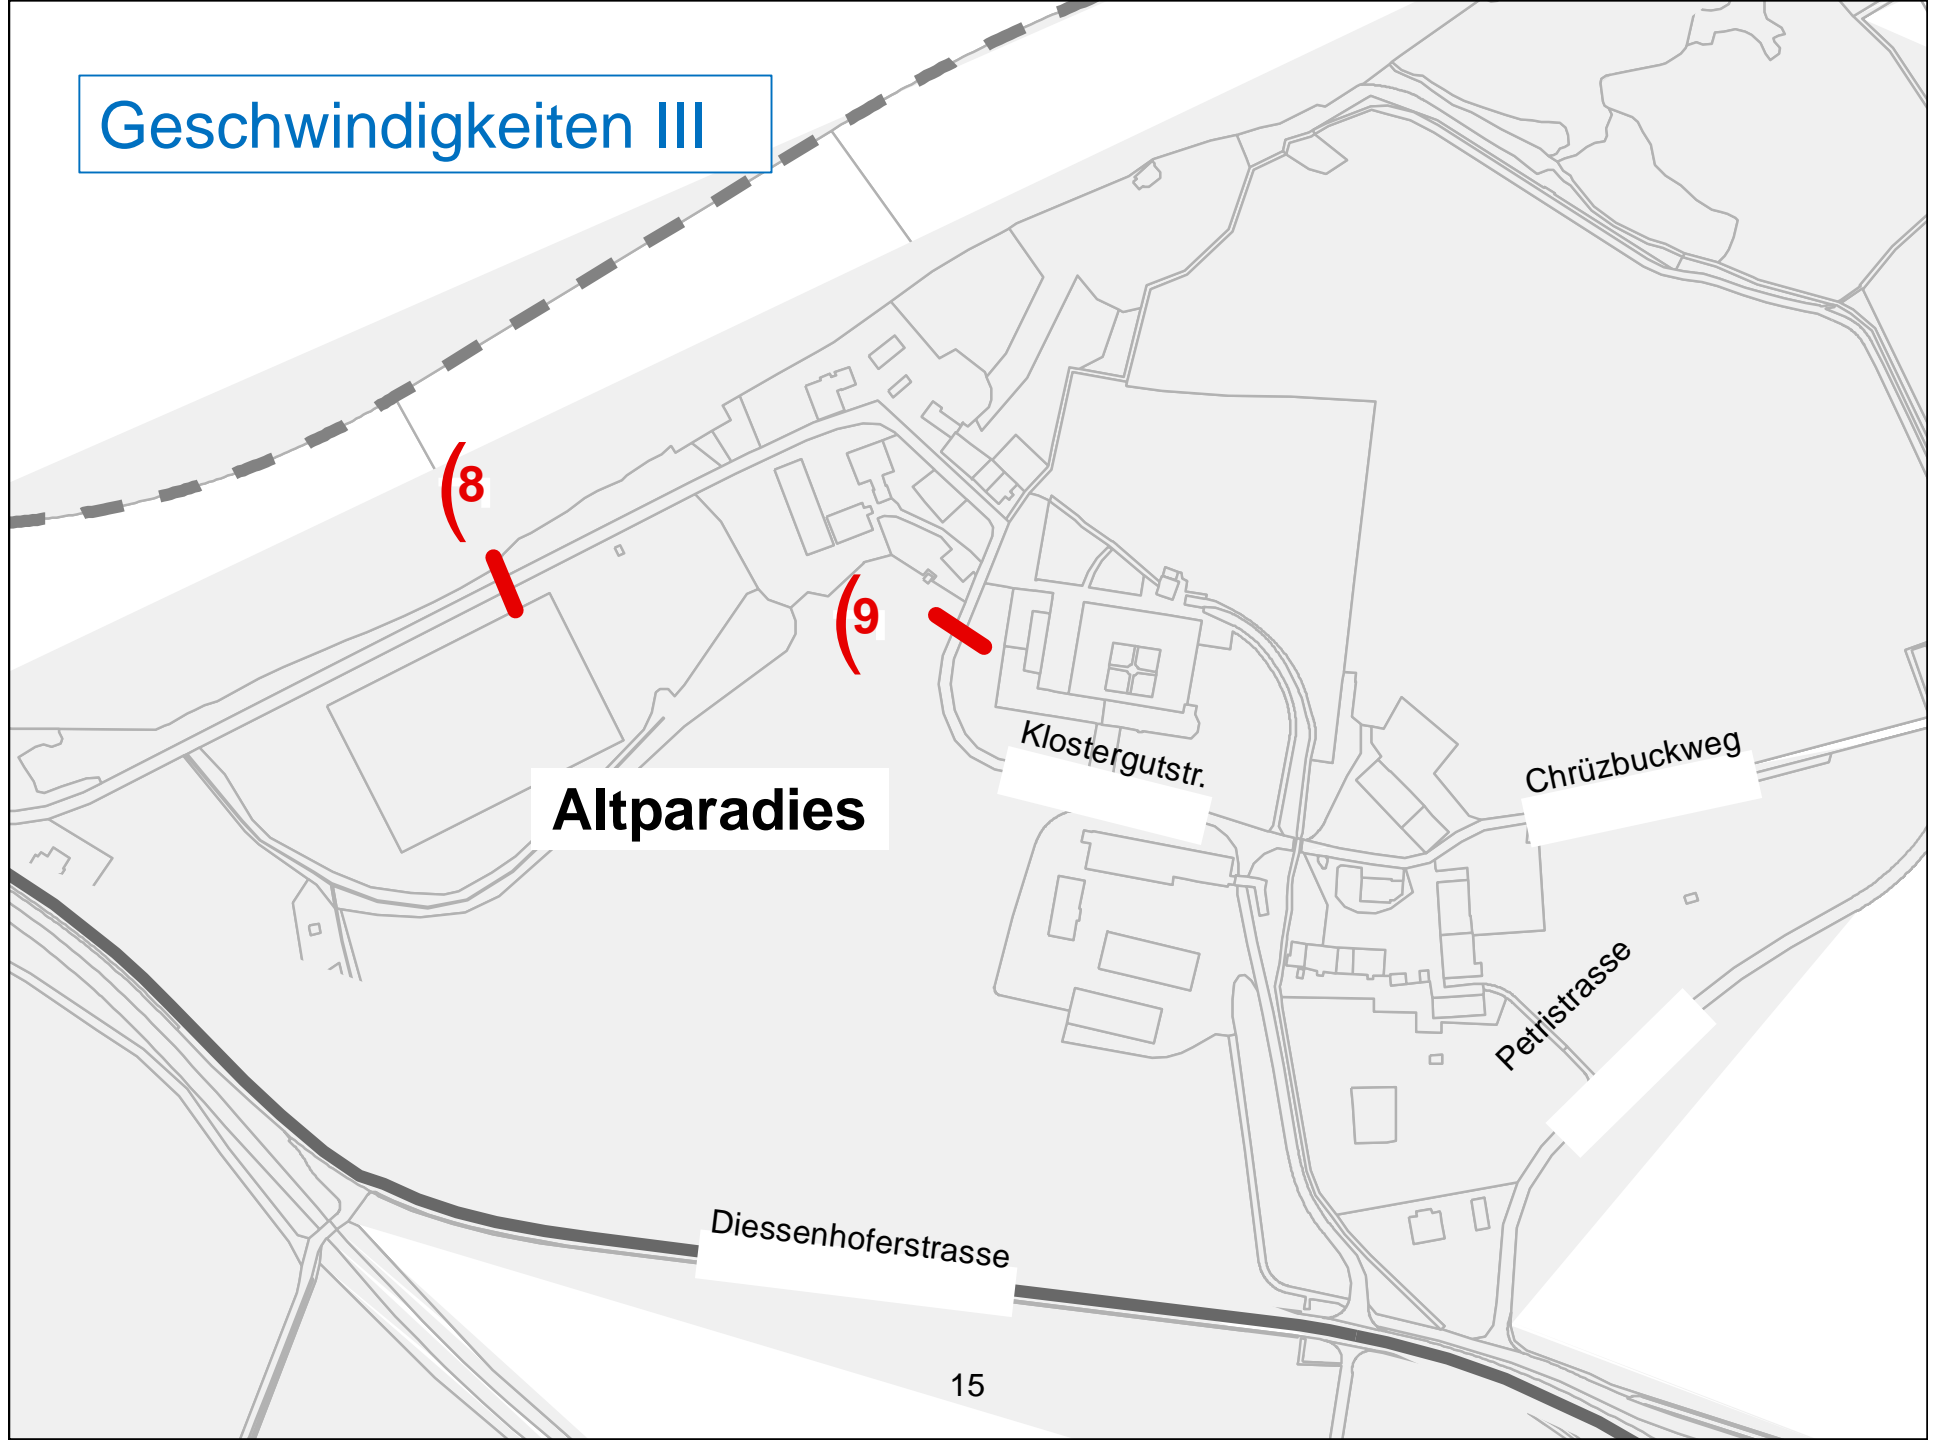 Geschwindigkeiten III
(8
(9
Klostergutstr.
Chrüzbuckweg
Altparadies
Petristrasse
Diessenhoferstrasse
15